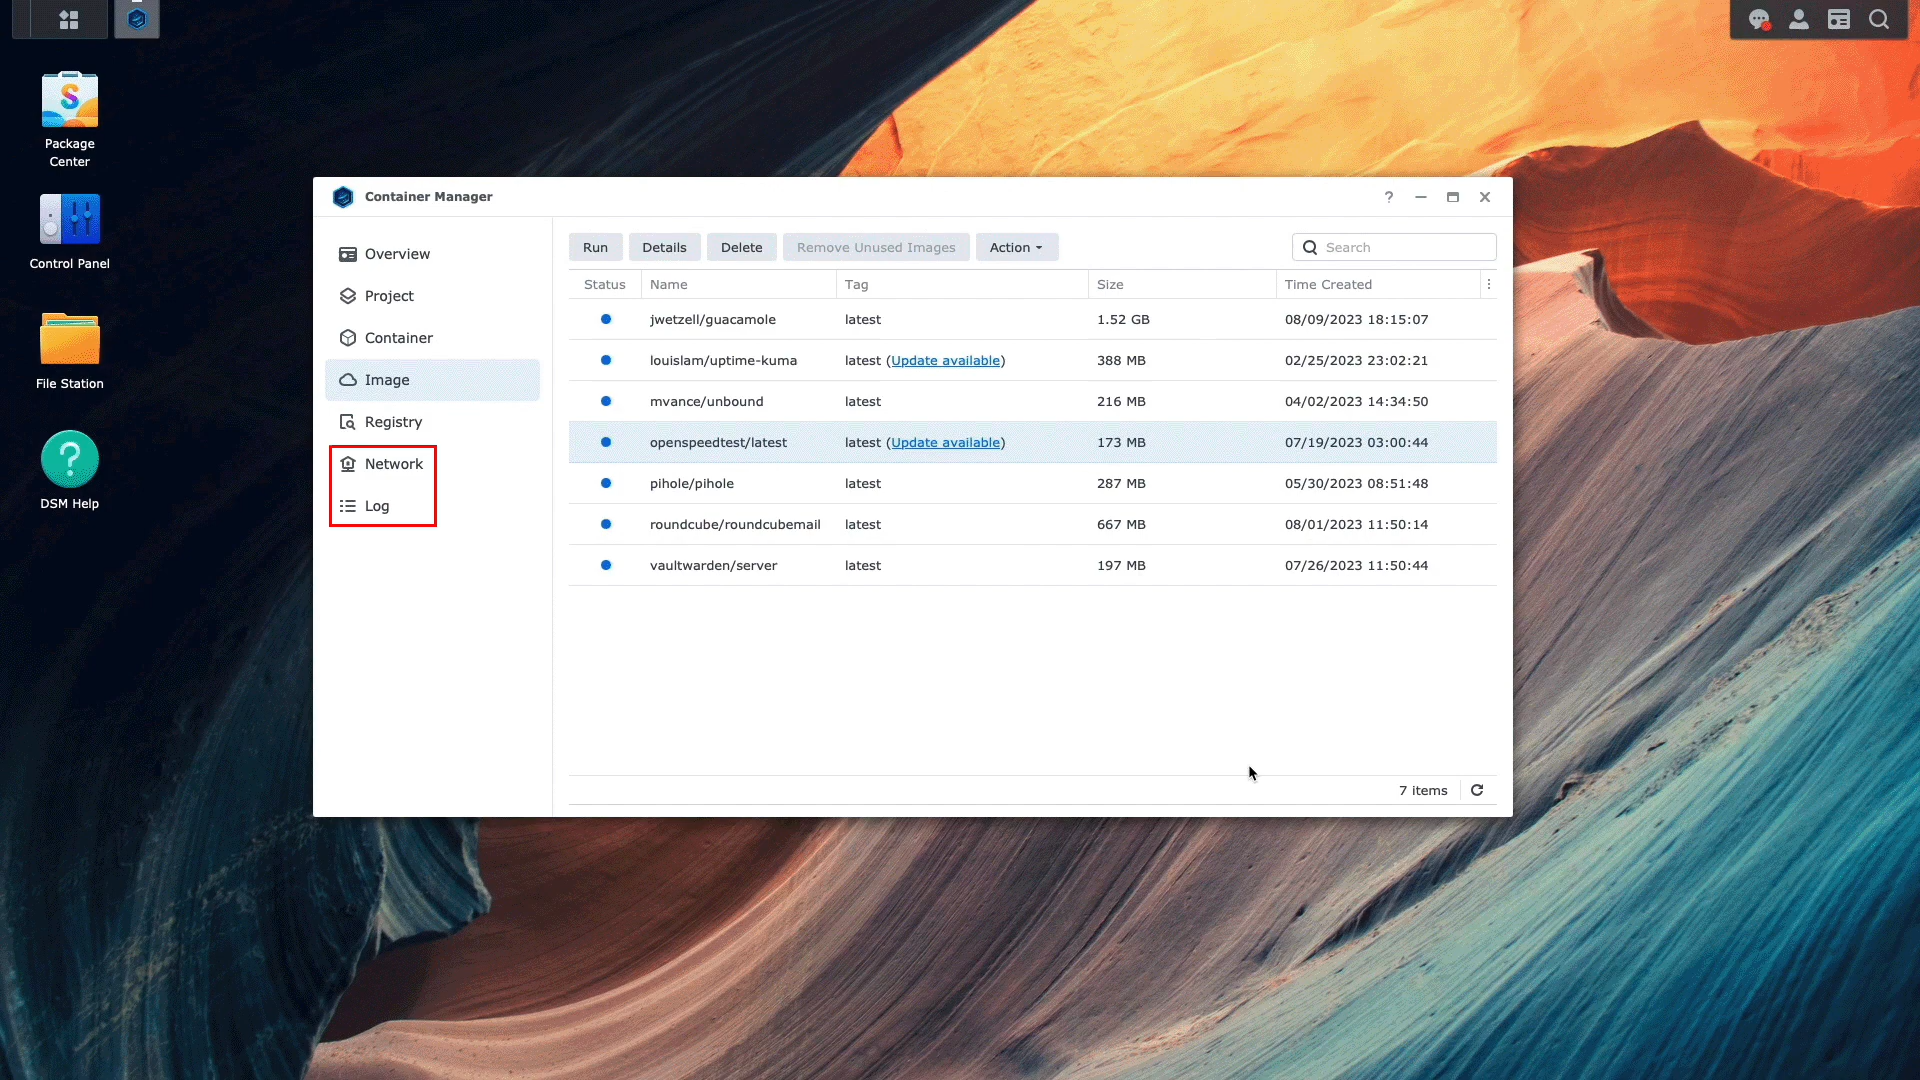 Package
Center
Control Panel
File Station
DSM Help
Container Manager
Overview
Project
Container
Image
Registry
Network
Log
Run Details Delete Remove Unused Images Action Search
Status Name Tag Size Time Created
jwetzell/guacamole latest 1.52 GB 08/09/2023 18:15:07
louislam/uptime-kuma latest (Update available) 388 MB 02/25/2023 23:02:21
mvance/unbound latest 216 MB 04/02/2023 14:34:50
openspeedtest/latest latest (Update available) 173 MB 07/19/2023 03:00:44
pihole/pihole latest 287 MB 05/30/2023 08:51:48
roundcube/roundcubemail latest 667 MB 08/01/2023 11:50:14
vaultwarden/server latest 197 MB 07/26/2023 11:50:44
7 items